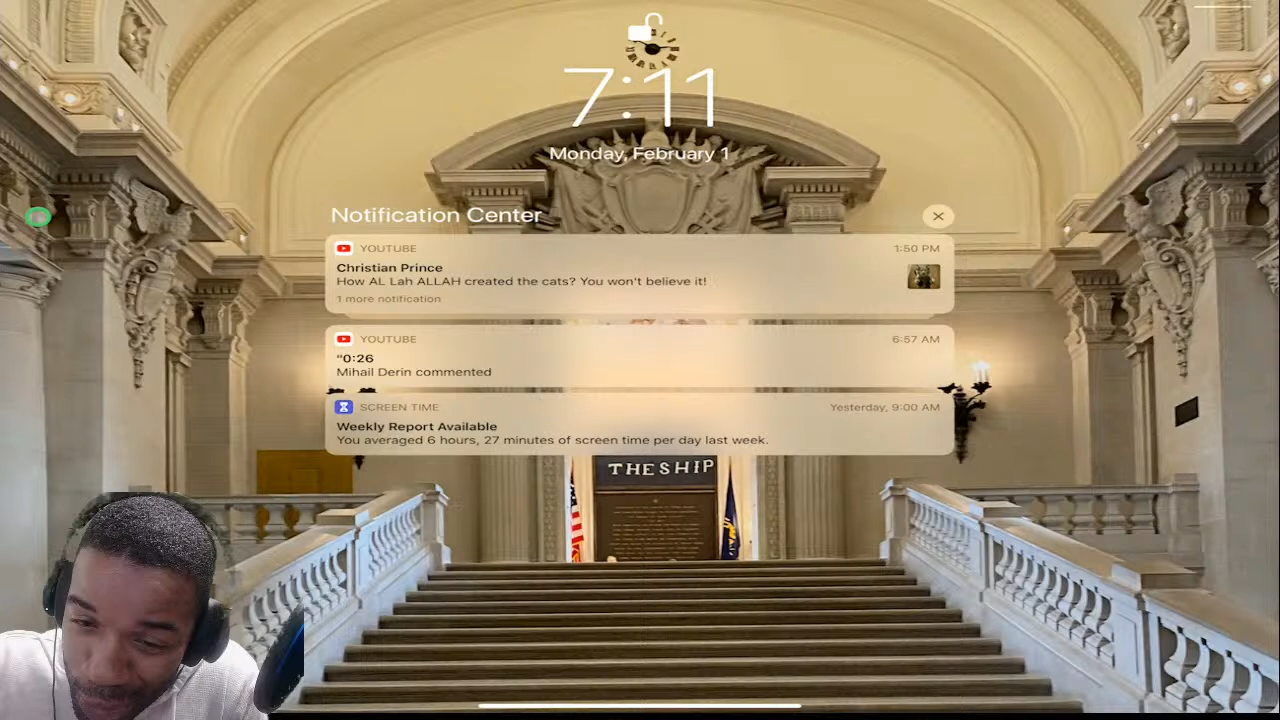 7:11
Monday, February 1
Notification Center
YOUTUBE 1:50 PM
Christian Prince
How AL Lah ALLAH created the cats? You won't believe it!
1 more notification
YOUTUBE 6:57 AM
"0:26
Mihail Derin commented
SCREEN TIME Yesterday, 9:00 AM
Weekly Report Available
You averaged 6 hours, 27 minutes of screen time per day last week.
THE SHIP